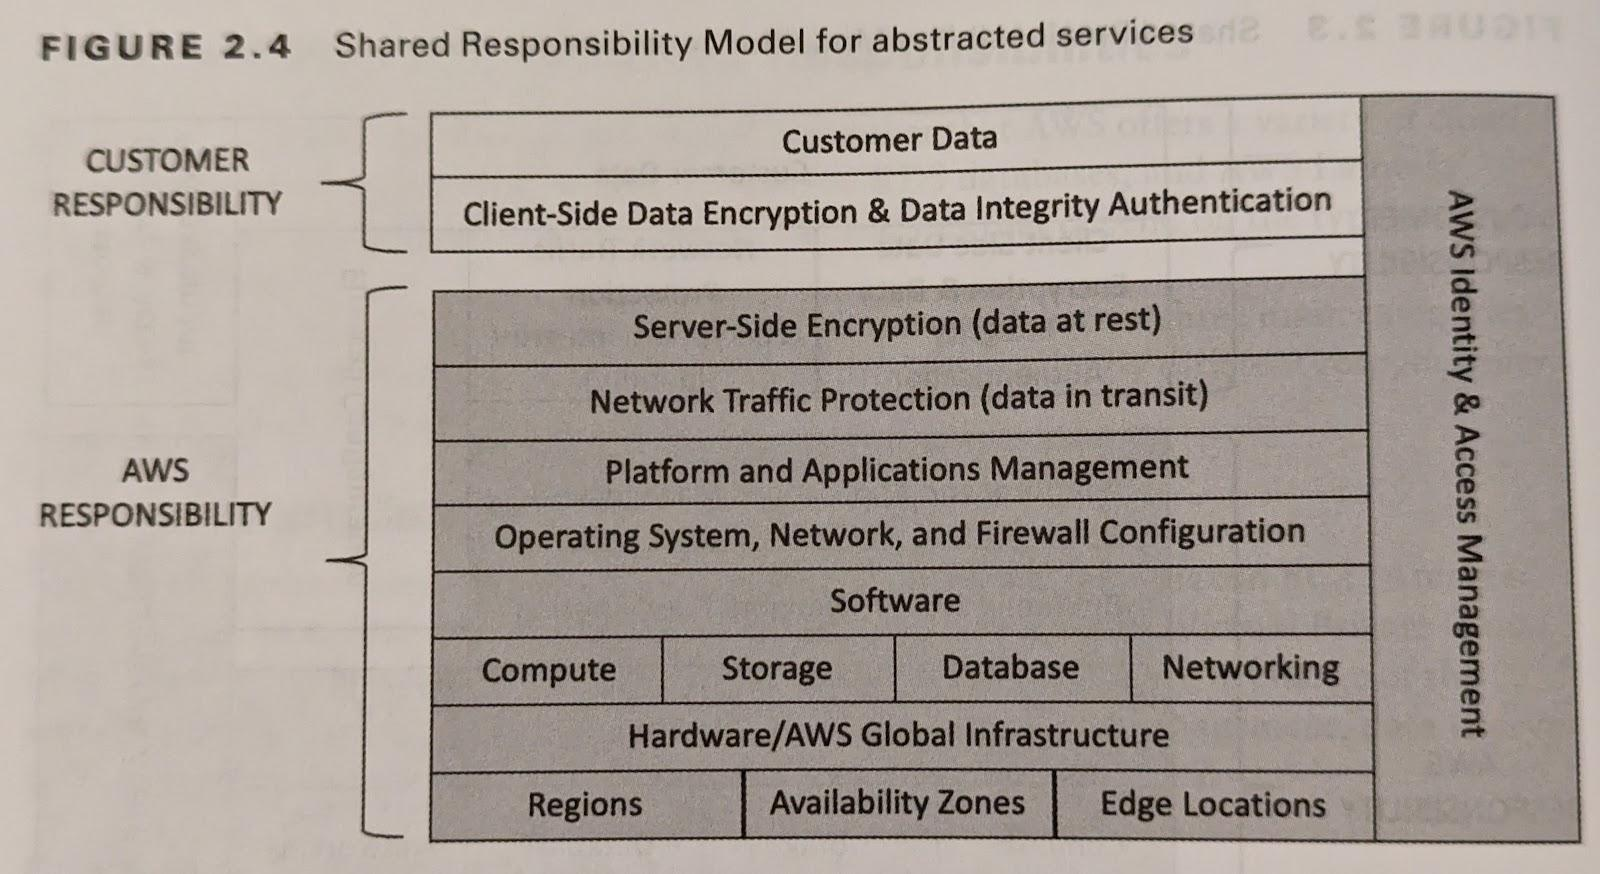 FIGURE 2.4 Shared Responsibility Model for abstracted services
CUSTOMER
RESPONSIBILITY
Customer Data
Client-Side Data Encryption & Data Integrity Authentication
AWS
RESPONSIBILITY
Server-Side Encryption (data at rest)
Network Traffic Protection (data in transit)
Platform and Applications Management
Operating System, Network, and Firewall Configuration
Software
Compute Storage Database Networking
Hardware/AWS Global Infrastructure
Regions Availability Zones Edge Locations
AWS Identity & Access Management